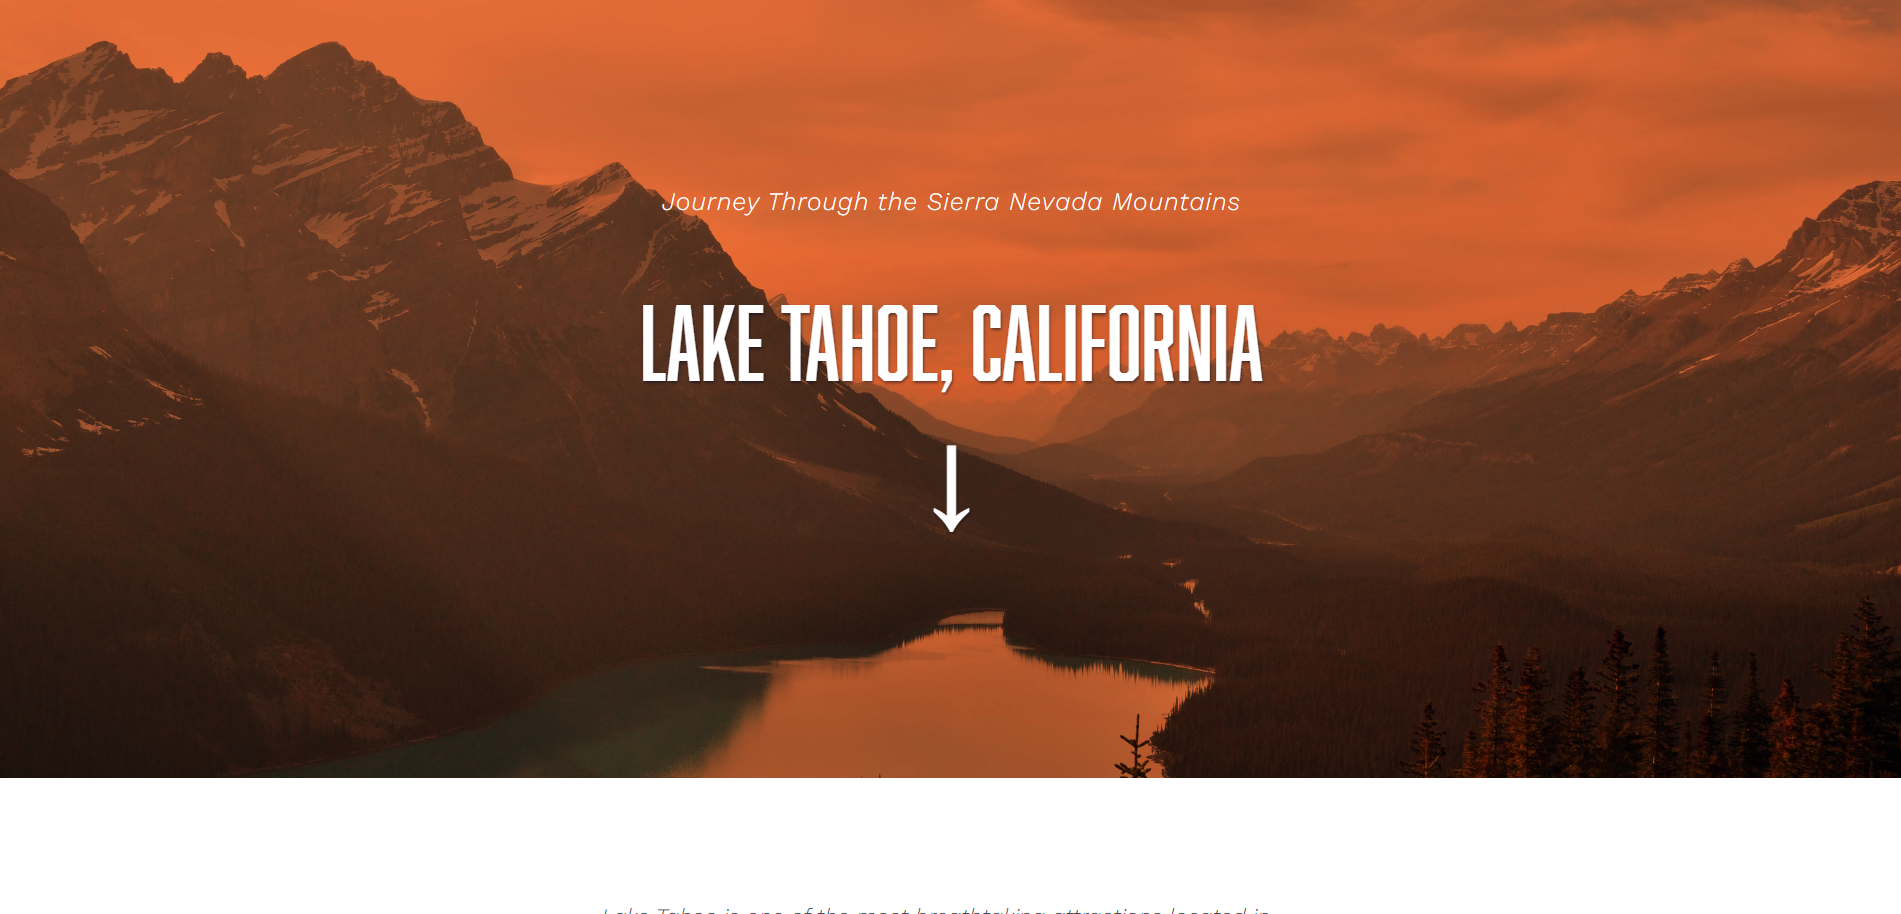 Journey Through the Sierra Nevada Mountains
LAKE TAHOE, CALIFORNIA
Lake Tahoe is one of the most breathtaking attractions located in